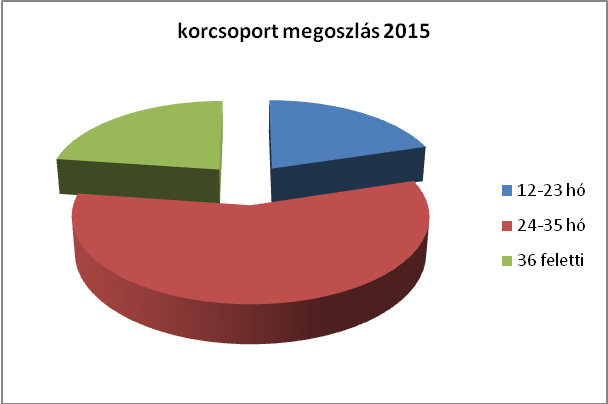 korcsoport megoszlás 2015
12-23 hó
24-35 hó
36 feletti